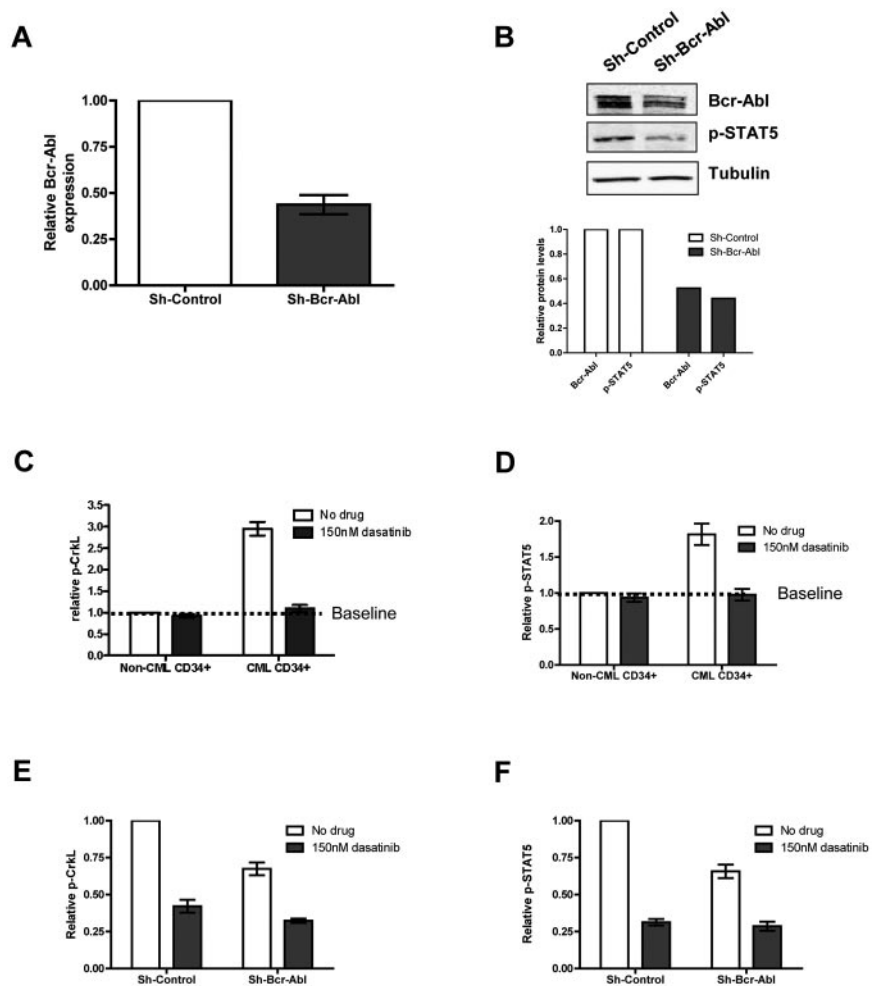 A
Relative Bcr-Abl
expression
1.00
0.75
0.50
0.25
0.00
Sh-Control
Sh-Bcr-Abl
B
Sh-Control
Sh-Bcr-Abl
Bcr-Abl
p-STAT5
Tubulin
Relative protein levels
1.0
0.8
0.6
0.4
0.2
0.0
Bcr-Abl
p-STAT5
Bcr-Abl
p-STAT5
Sh-Control
Sh-Bcr-Abl
C
relative p-CrkL
3.5
3.0
2.5
2.0
1.5
1.0
0.5
0.0
Non-CML CD34+
CML CD34+
No drug
150nM dasatinib
Baseline
D
Relative p-STAT5
2.0
1.5
1.0
0.5
0.0
Non-CML CD34+
CML CD34+
No drug
150nM dasatinib
Baseline
E
Relative p-CrkL
1.00
0.75
0.50
0.25
0.00
Sh-Control
Sh-Bcr-Abl
No drug
150nM dasatinib
F
Relative p-STAT5
1.00
0.75
0.50
0.25
0.00
Sh-Control
Sh-Bcr-Abl
No drug
150nM dasatinib